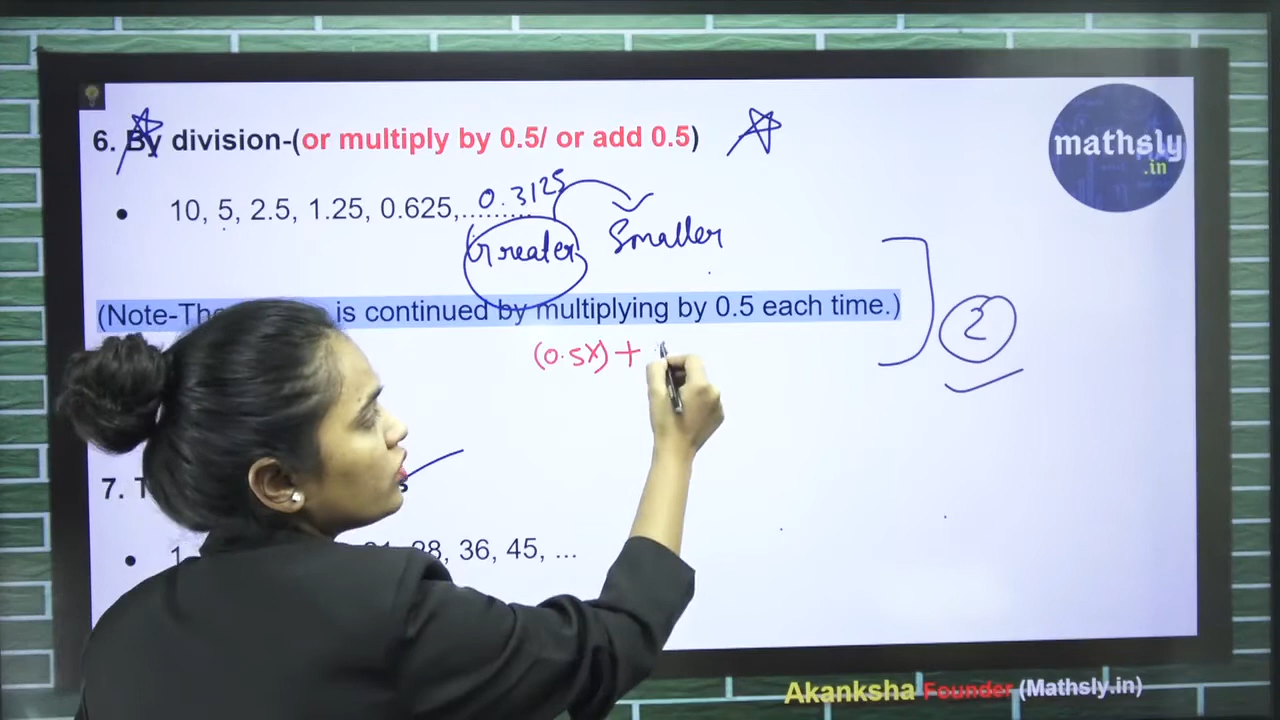 6. By division-(or multiply by 0.5/ or add 0.5)
mathsly
.in
0.3125
• 10, 5, 2.5, 1.25, 0.625,.........
Greater Smaller
(Note-The is continued by multiplying by 0.5 each time.)
2
(0.5X) +
7.
• 1 28, 36, 45, ...
Akanksha Founder (Mathsly.in)